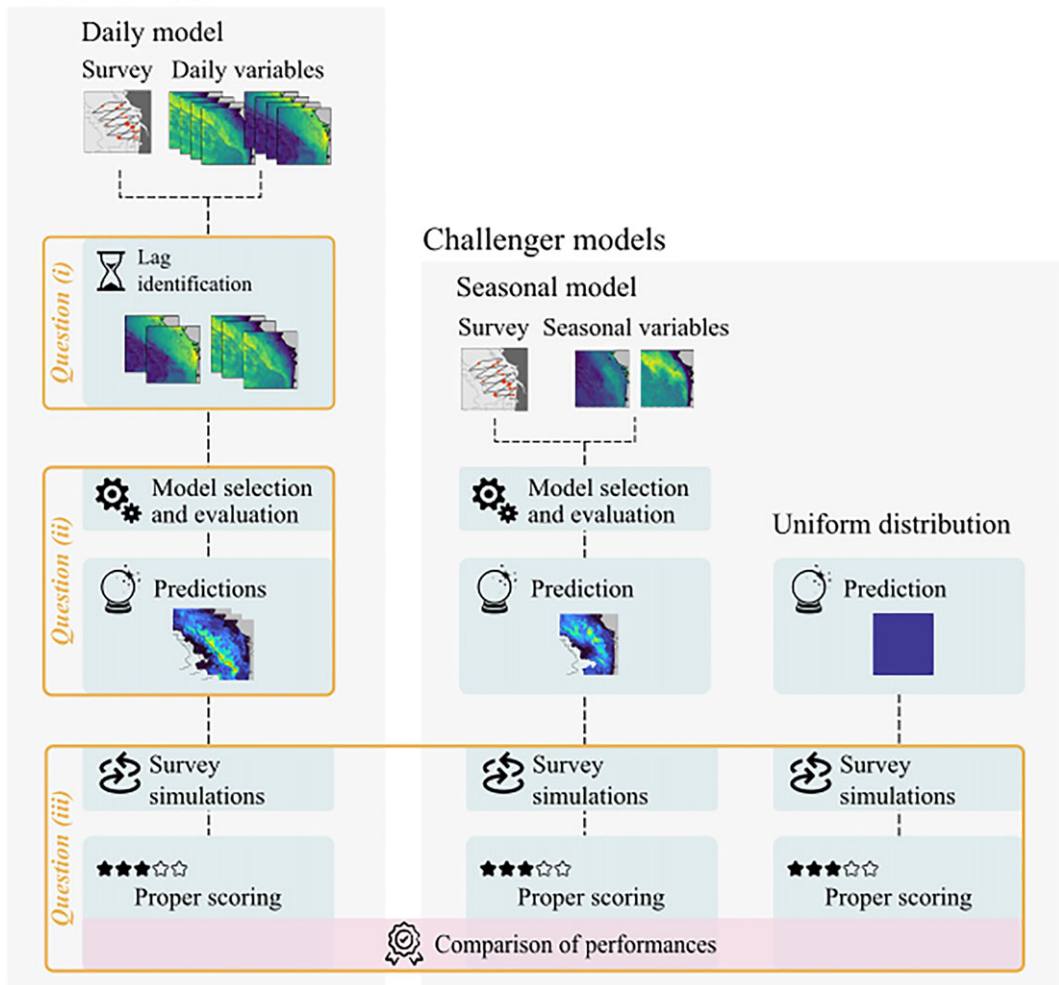 Daily model
Survey
Daily variables
Question (i)
Lag
identification
Question (ii)
Model selection
and evaluation
Predictions
Challenger models
Seasonal model
Survey
Seasonal variables
Model selection
and evaluation
Prediction
Uniform distribution
Prediction
Question (iii)
Survey
simulations
Proper scoring
Survey
simulations
Proper scoring
Survey
simulations
Proper scoring
Comparison of performances